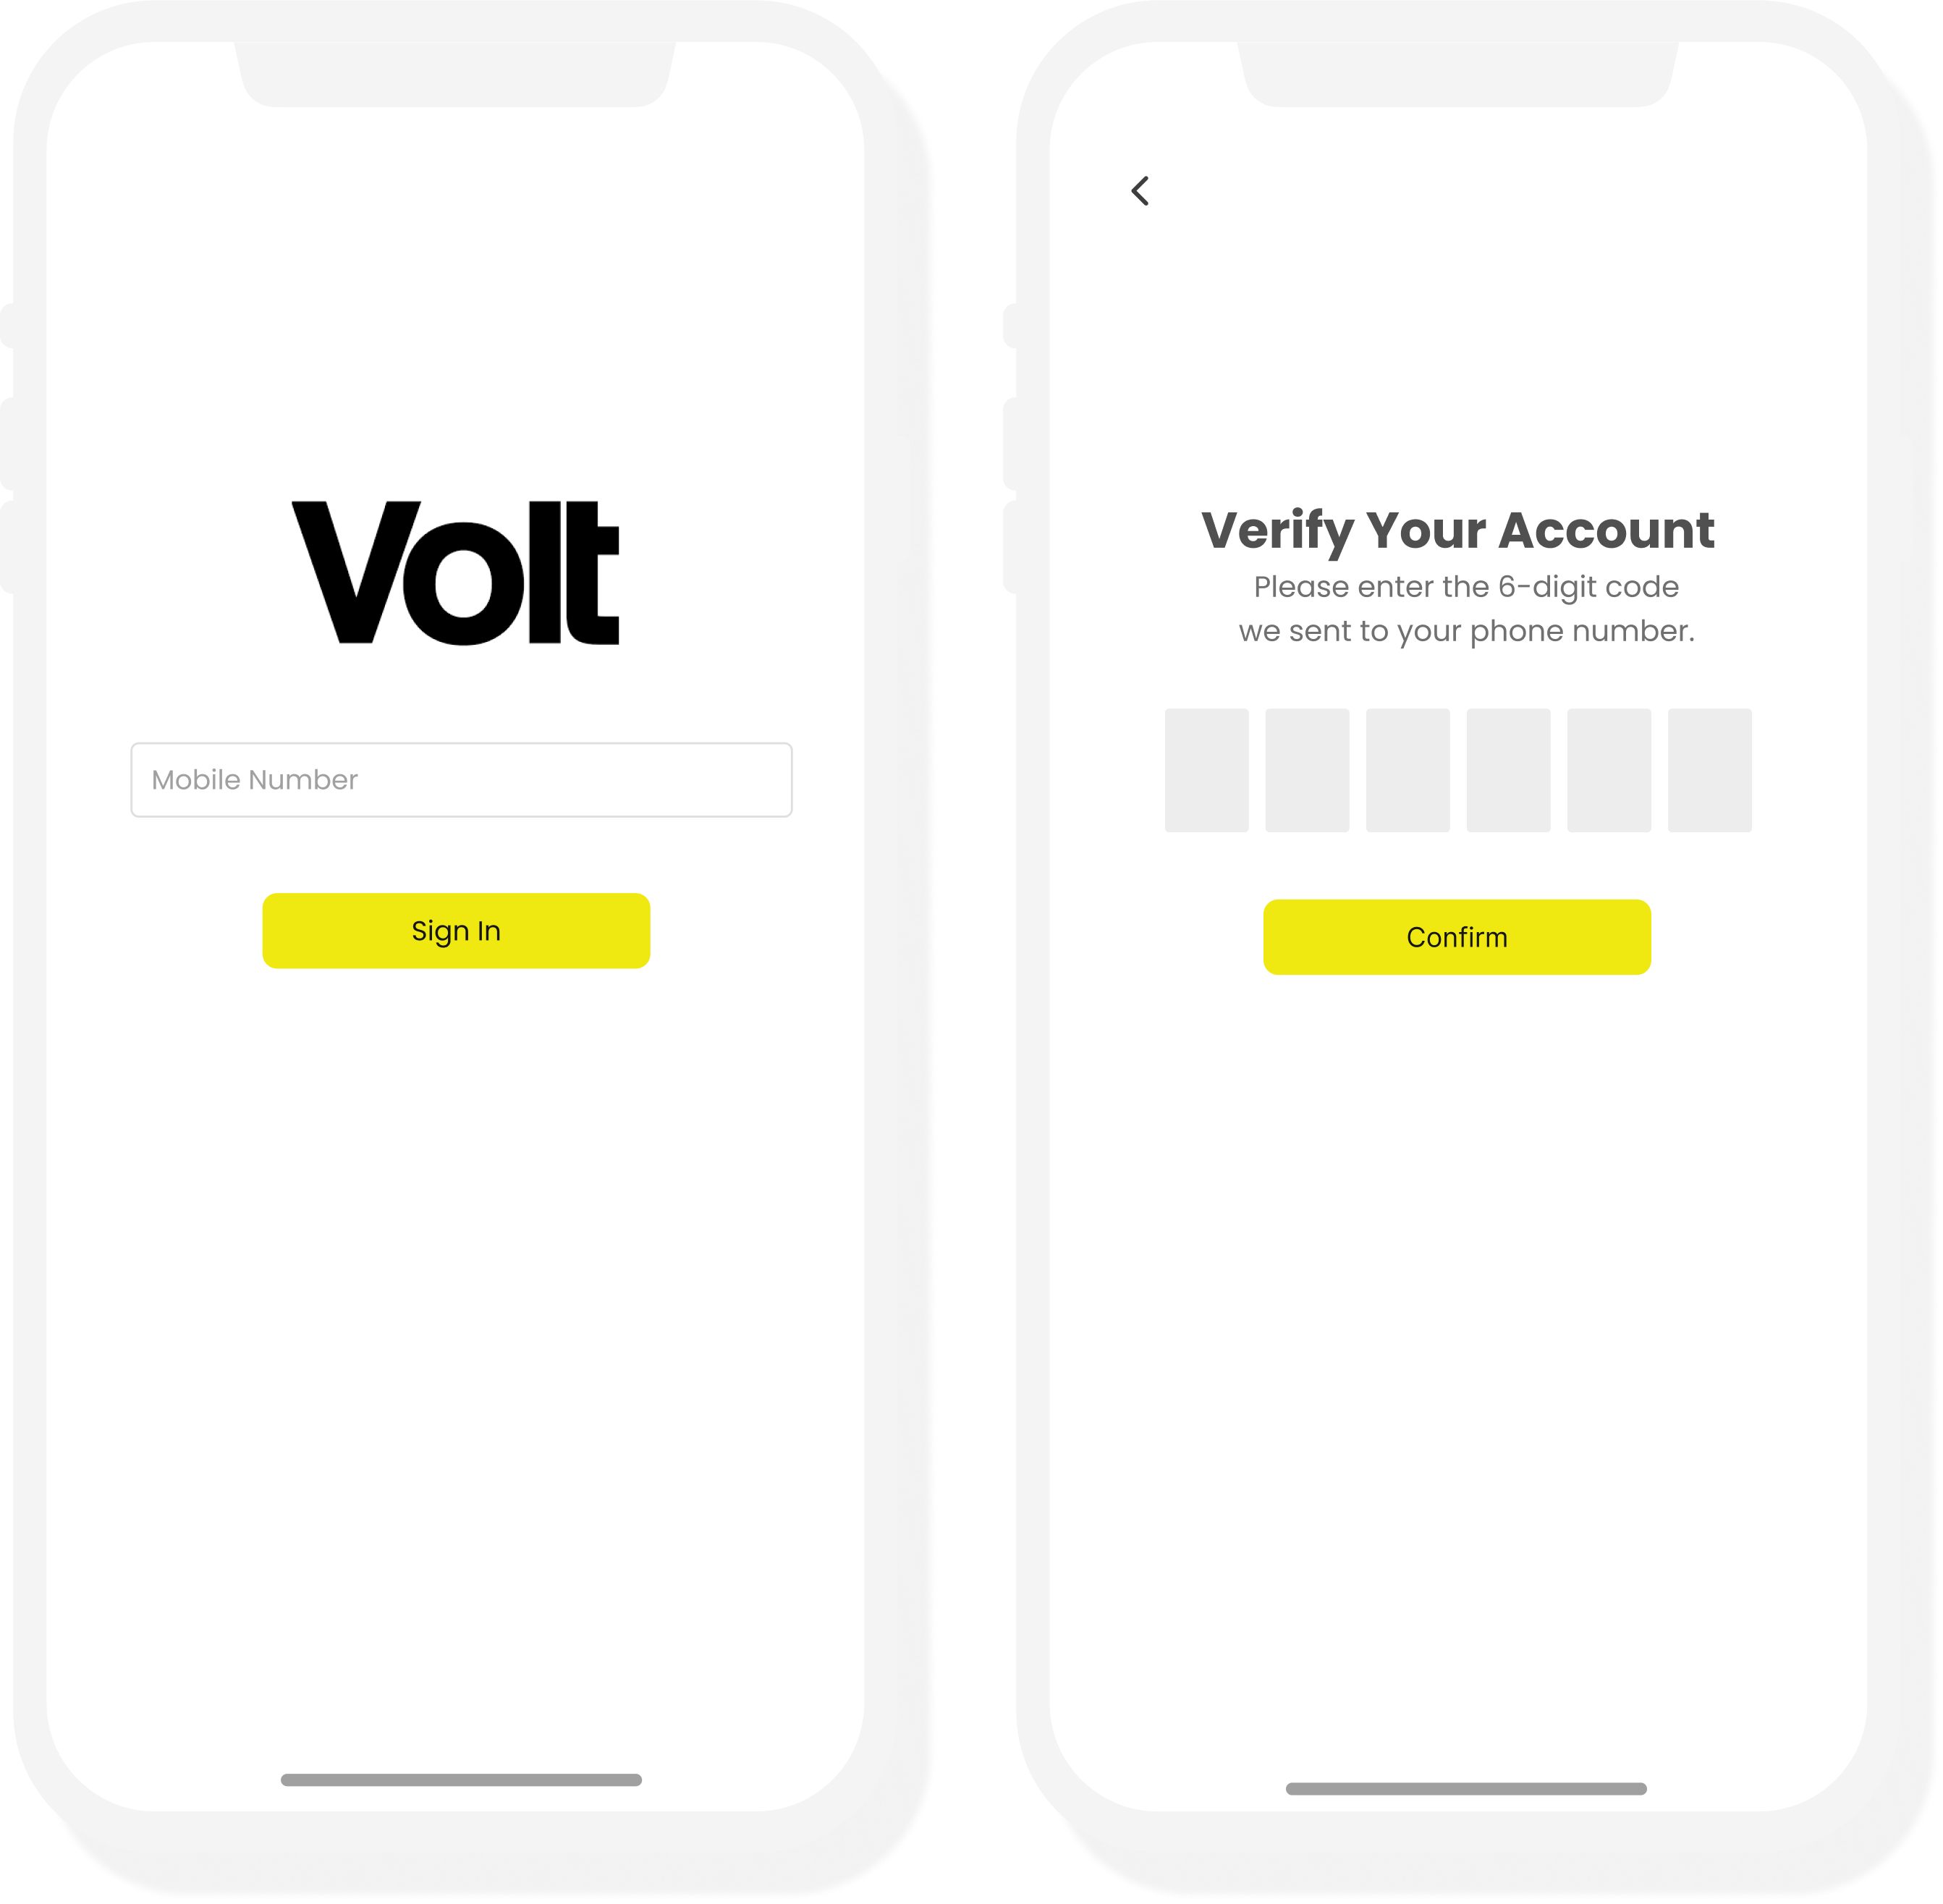 Volt
Mobile Number
Sign In
Verify Your Account
Please enter the 6-digit code
we sent to your phone number.
Confirm